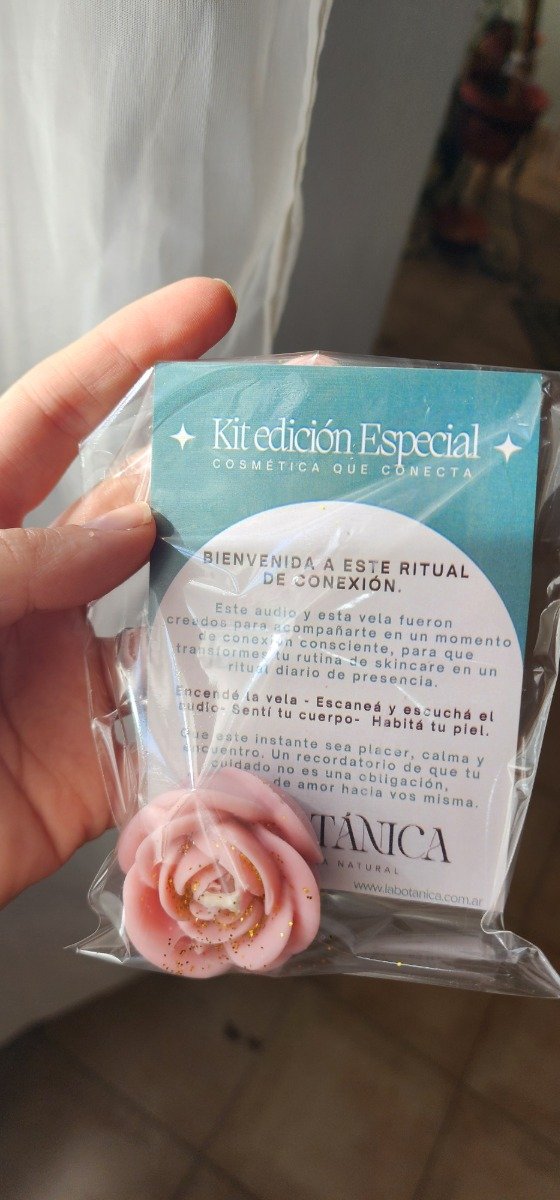 Kit edición Especial
COSMÉTICA QUE CONECTA
BIENVENIDA A ESTE RITUAL
DE CONEXIÓN.
Este audio y esta vela fueron
creados para acompañarte en un momento
de conexión consciente, para que
transformes tu rutina de skincare en un
ritual diario de presencia.
Encendé la vela - Escaneá y escuchá el
audio- Sentí tu cuerpo- Habitá tu piel.
Que este instante sea placer, calma y
encuentro. Un recordatorio de que tu
cuidado no es una obligación,
de amor hacia vos misma.
TÁNICA
NATURAL
www.labotanica.com.ar